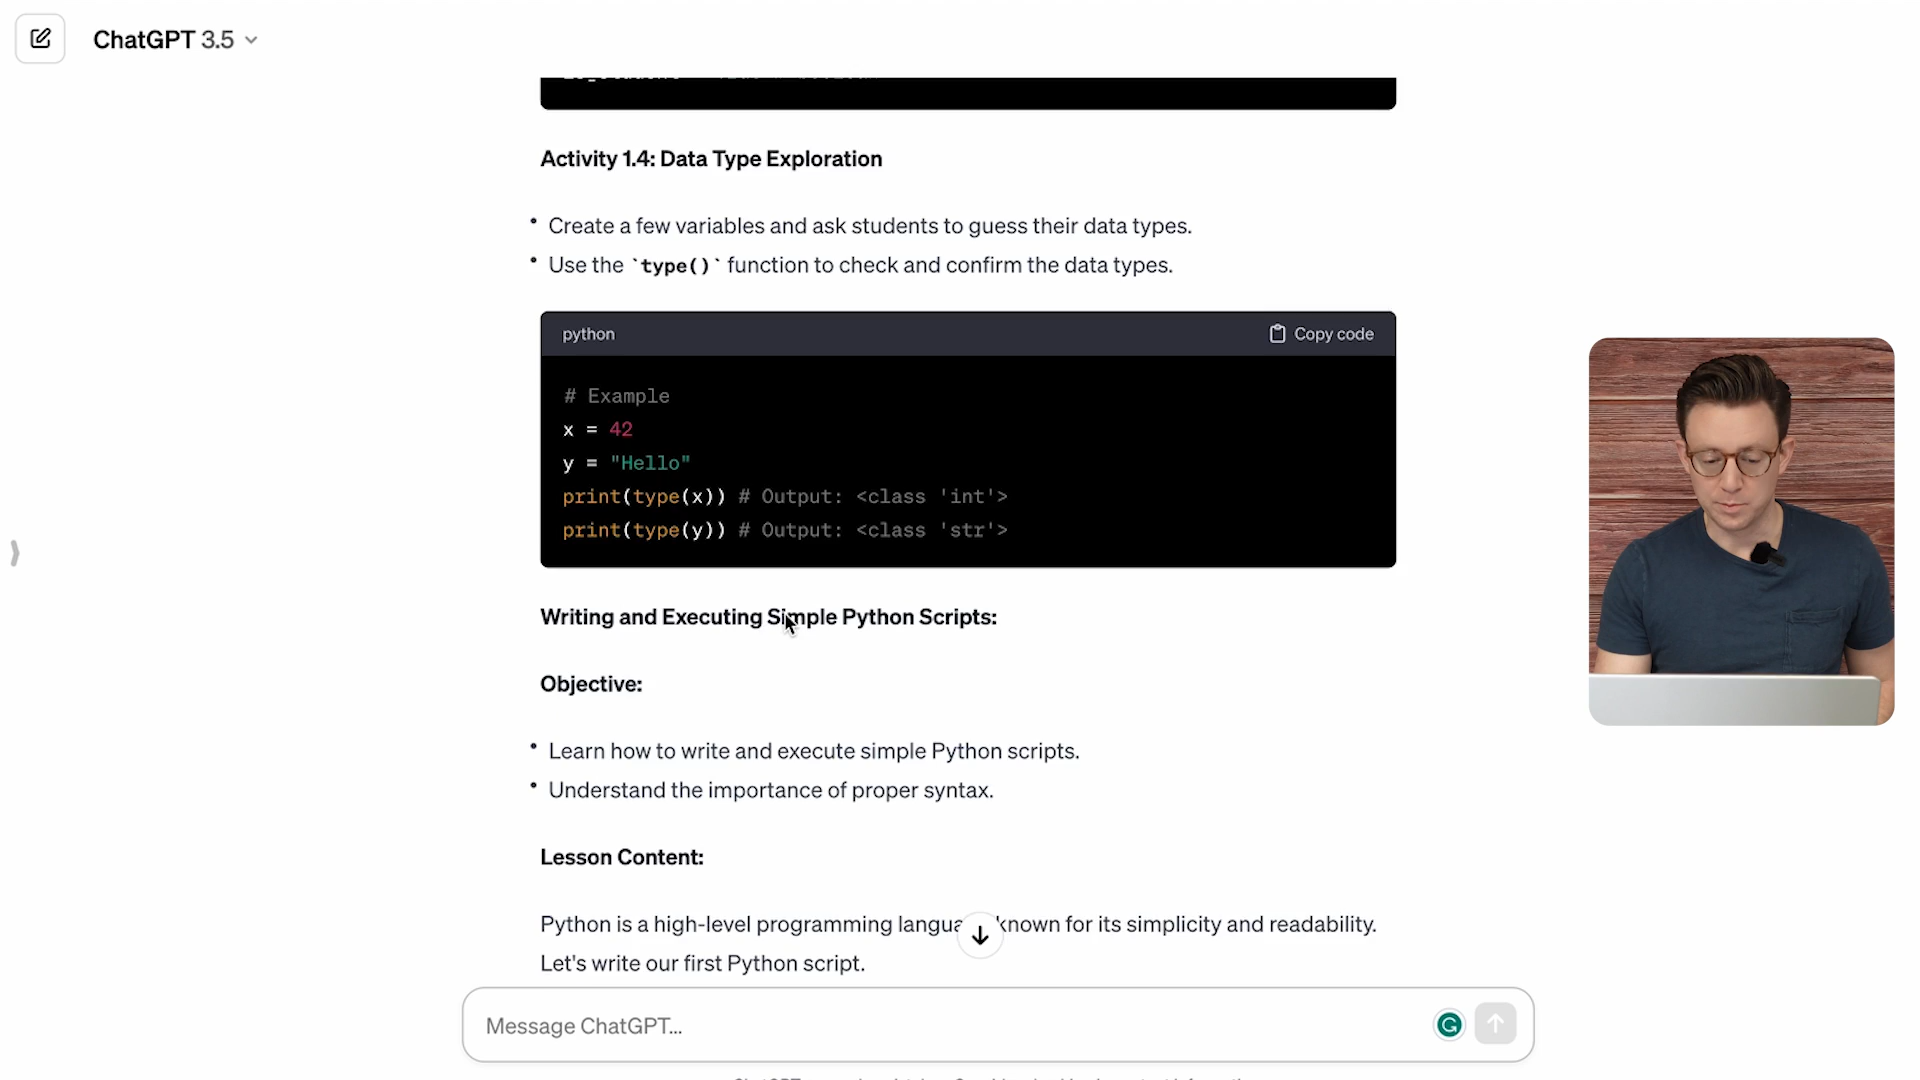 ChatGPT 3.5
Activity 1.4: Data Type Exploration
• Create a few variables and ask students to guess their data types.
• Use the `type()` function to check and confirm the data types.
python
Copy code
# Example
x = 42
y = "Hello"
print(type(x)) # Output: <class 'int'>
print(type(y)) # Output: <class 'str'>
Writing and Executing Simple Python Scripts:
Objective:
• Learn how to write and execute simple Python scripts.
• Understand the importance of proper syntax.
Lesson Content:
Python is a high-level programming known for its simplicity and readability.
Let's write our first Python script.
Message ChatGPT...